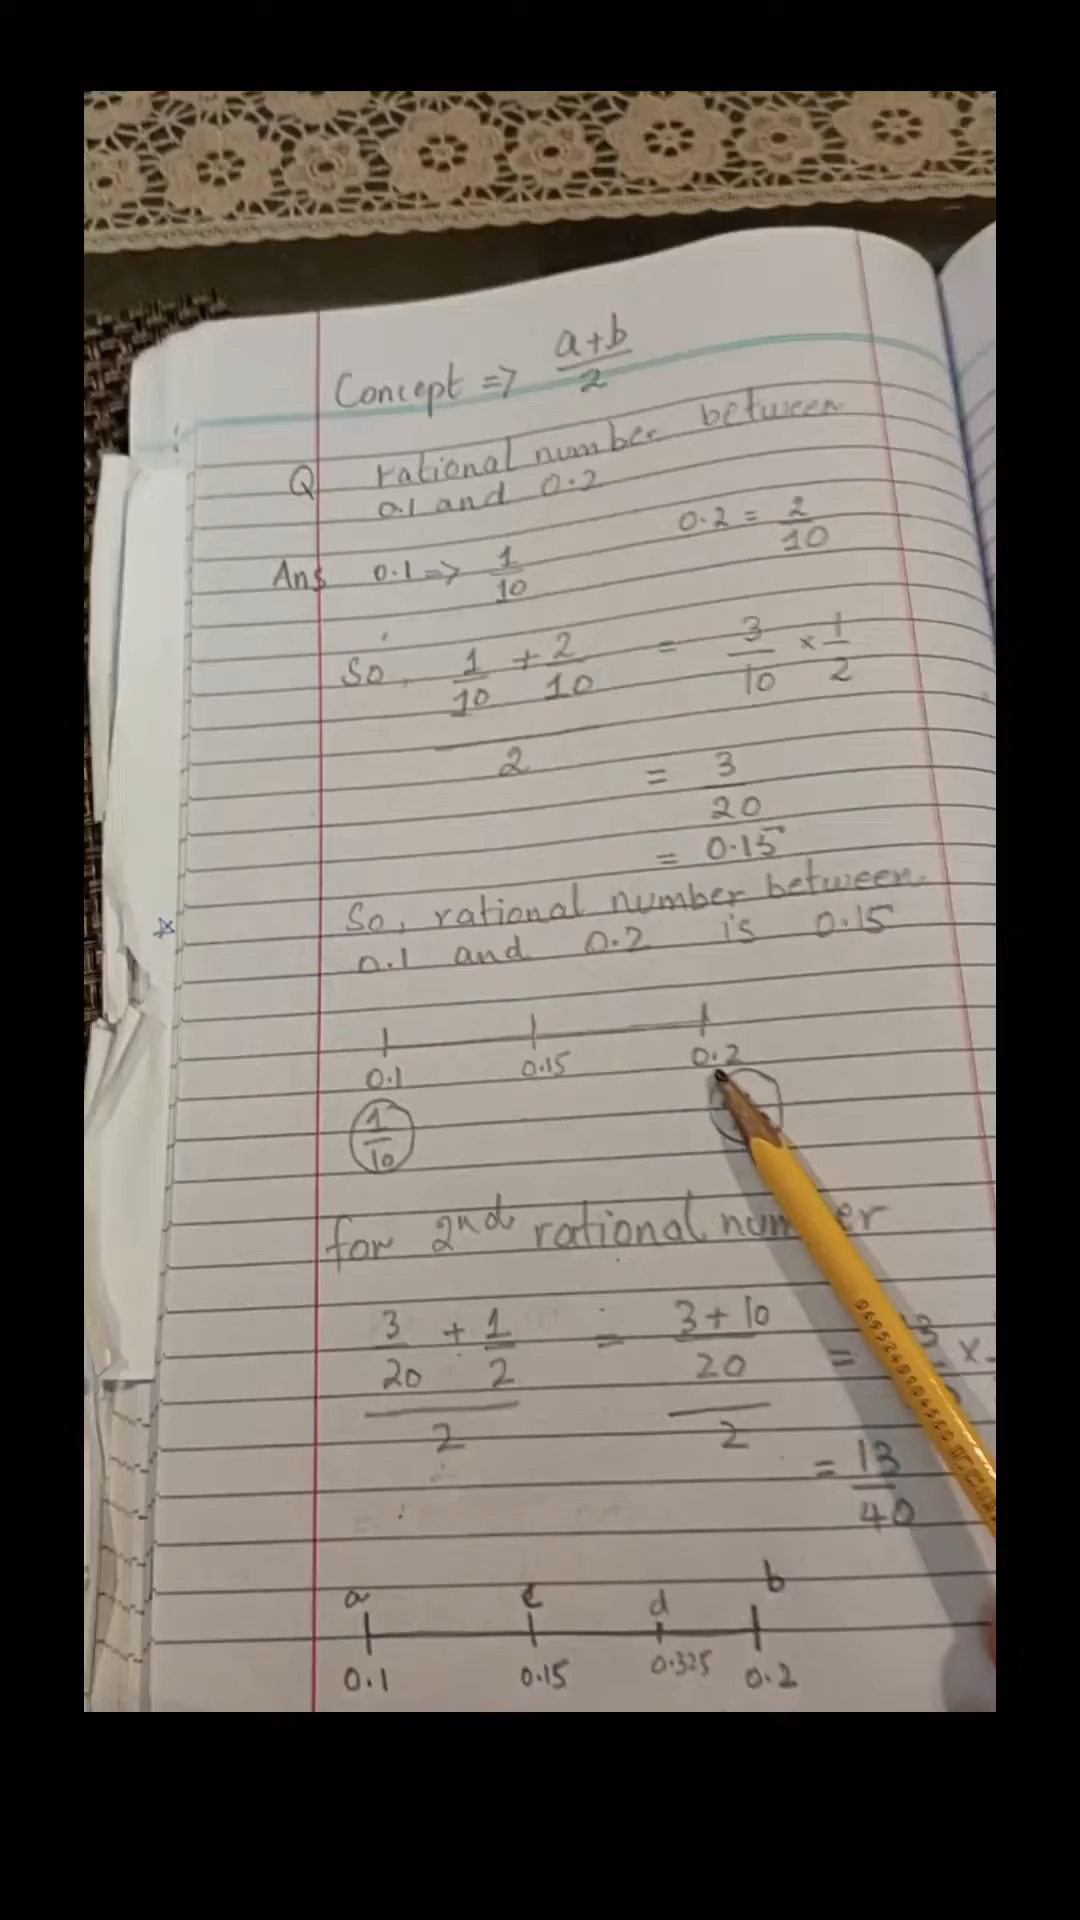 Concept => a+b/2
Q rational number between
0.1 and 0.2
Ans 0.1 => 1/10 0.2 = 2/10
So, 1/10 + 2/10 / 2 = 3/10 × 1/2
= 3/20
= 0.15
So, rational number between
0.1 and 0.2 is 0.15
0.1 0.15 0.2
1/10
for 2nd rational number
3/20 + 1/2 / 2 = 3+10/20 / 2 =
= 13/40
a c d b
0.1 0.15 0.325 0.2